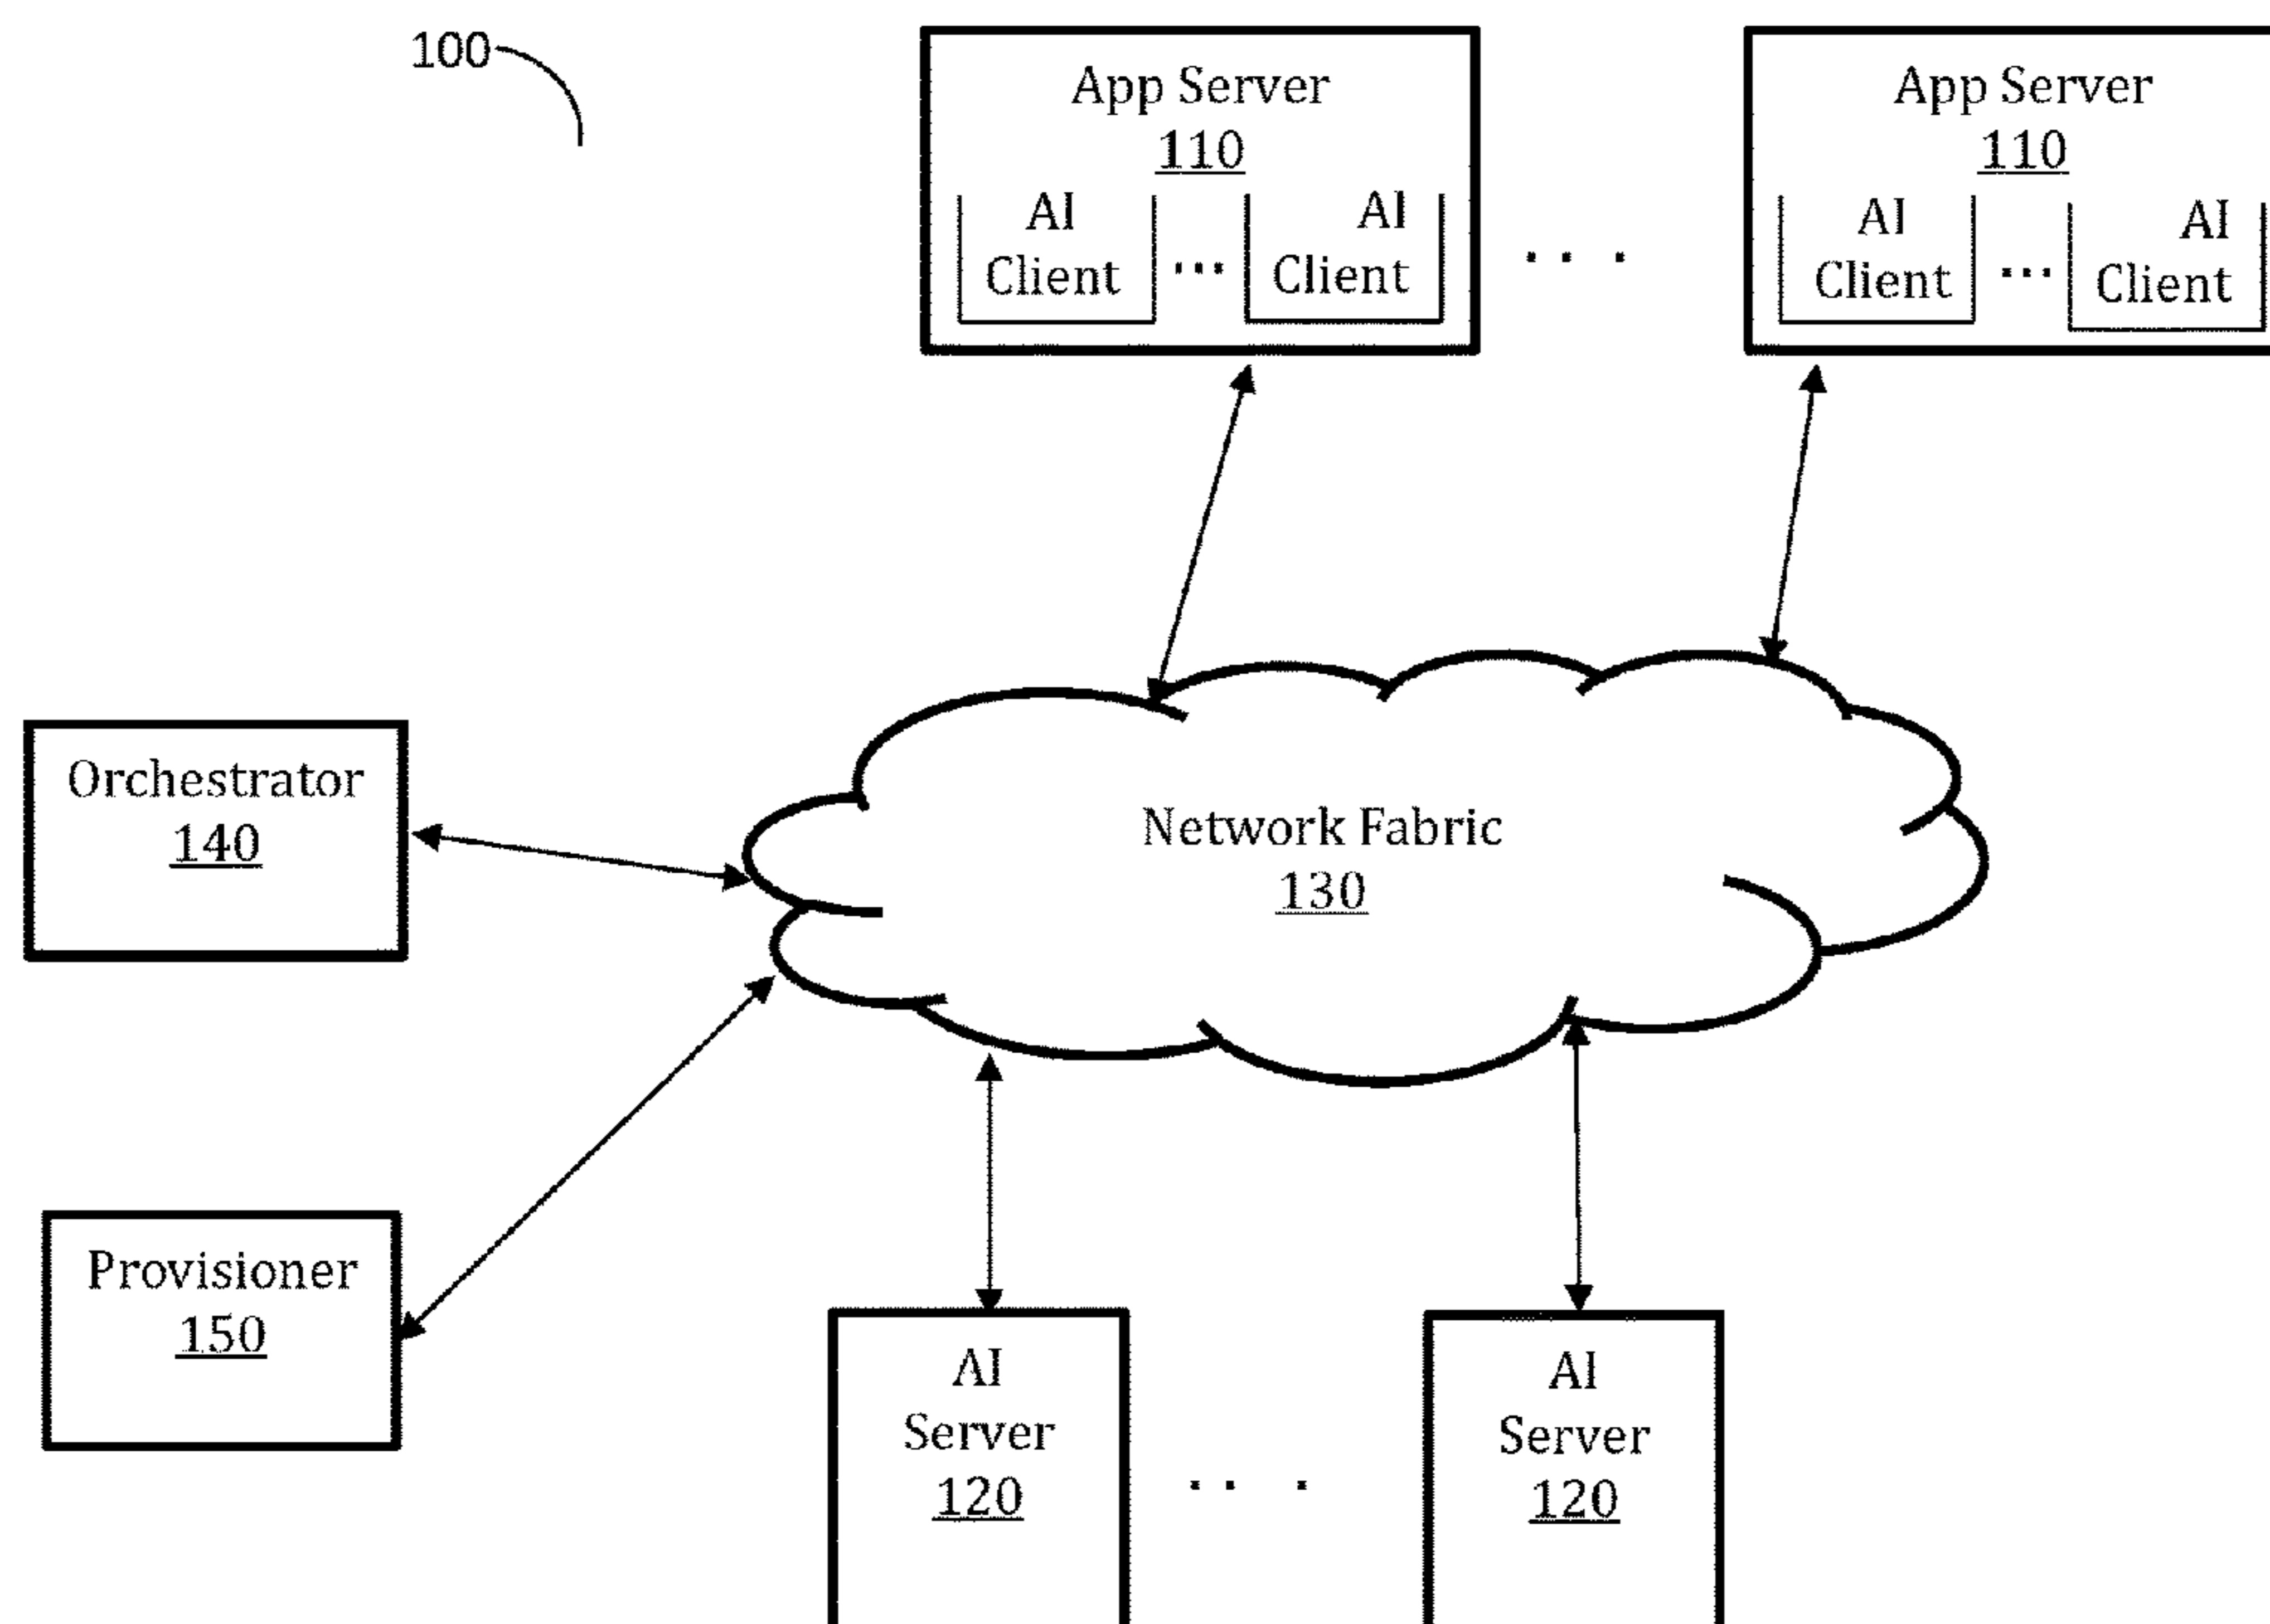 100
App Server
110
AI Client
...
AI Client
. . .
App Server
110
AI Client
...
AI Client
Orchestrator
140
Network Fabric
130
Provisioner
150
AI
Server
120
. . .
AI
Server
120